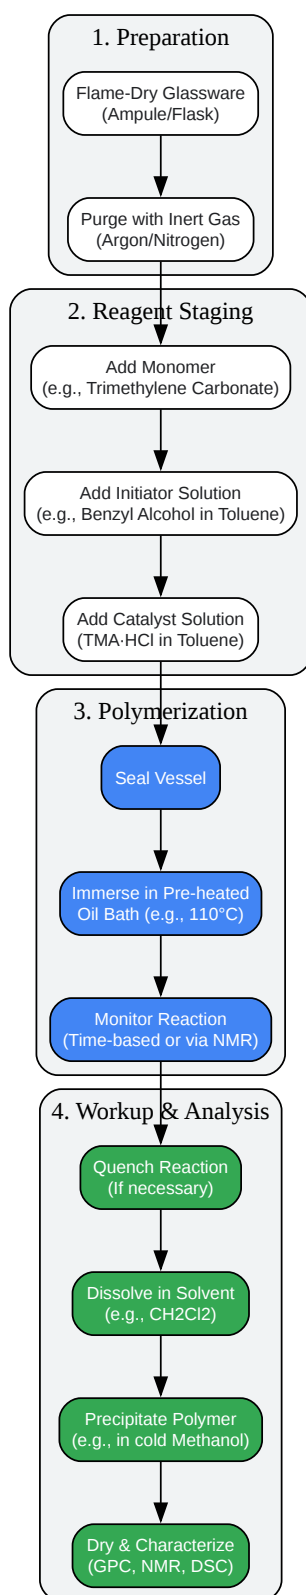 1. Preparation
Flame-Dry Glassware
(Ampule/Flask)
Purge with Inert Gas
(Argon/Nitrogen)
2. Reagent Staging
Add Monomer
(e.g., Trimethylene Carbonate)
Add Initiator Solution
(e.g., Benzyl Alcohol in Toluene)
Add Catalyst Solution
(TMA·HCl in Toluene)
3. Polymerization
Seal Vessel
Immerse in Pre-heated
Oil Bath (e.g., 110°C)
Monitor Reaction
(Time-based or via NMR)
4. Workup & Analysis
Quench Reaction
(If necessary)
Dissolve in Solvent
(e.g., CH2Cl2)
Precipitate Polymer
(e.g., in cold Methanol)
Dry & Characterize
(GPC, NMR, DSC)